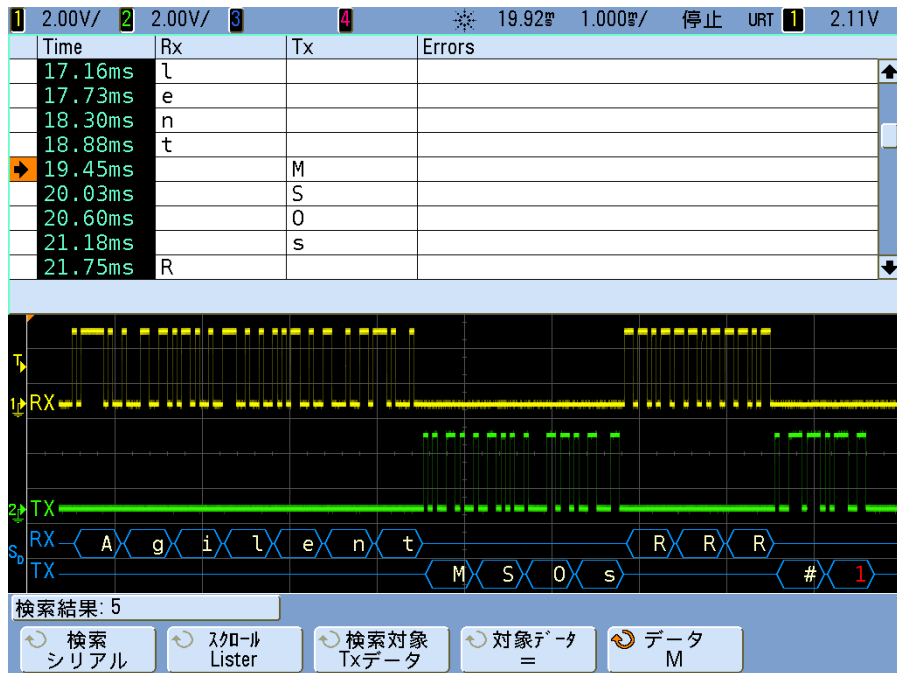 1 2.00V/ 2 2.00V/ 3 4 19.92ms 1.000ms/ 停止 URT 1 2.11V
Time Rx Tx Errors
17.16ms l
17.73ms e
18.30ms n
18.88ms t
19.45ms M
20.03ms S
20.60ms O
21.18ms s
21.75ms R
T
1 RX
2 TX
SD RX A g i l e n t R R R
TX M S O s # 1
検索結果: 5
検索 シリアル
スクロール Lister
検索対象 Txデータ
対象データ =
データ M